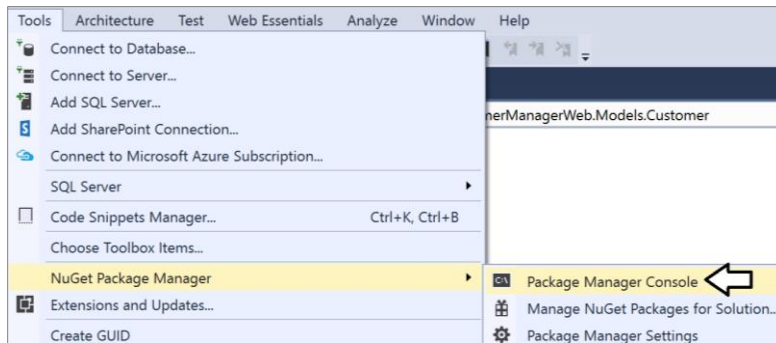 Tools Architecture Test Web Essentials Analyze Window Help
Connect to Database...
Connect to Server...
Add SQL Server...
nerManagerWeb.Models.Customer
Add SharePoint Connection...
Connect to Microsoft Azure Subscription...
SQL Server
Code Snippets Manager... Ctrl+K, Ctrl+B
Choose Toolbox Items...
NuGet Package Manager
Package Manager Console
Extensions and Updates...
Manage NuGet Packages for Solution...
Create GUID
Package Manager Settings